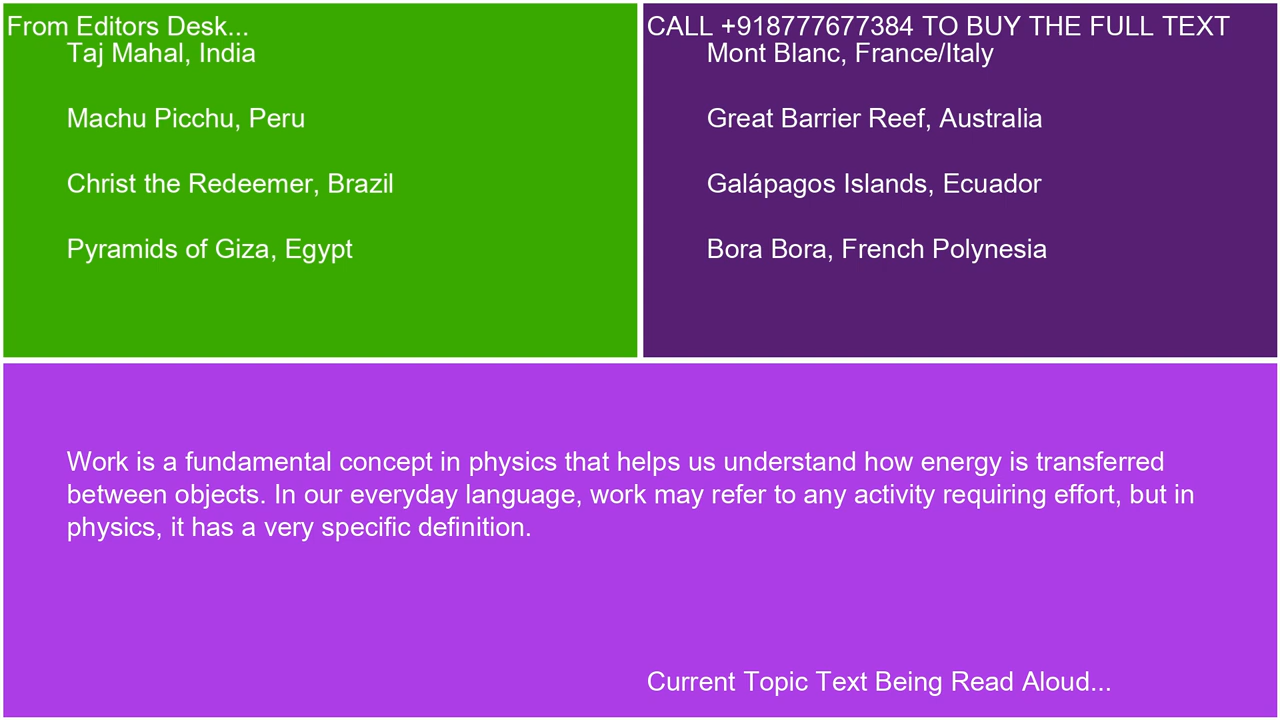 From Editors Desk...
Taj Mahal, India
Machu Picchu, Peru
Christ the Redeemer, Brazil
Pyramids of Giza, Egypt
CALL +918777677384 TO BUY THE FULL TEXT
Mont Blanc, France/Italy
Great Barrier Reef, Australia
Galápagos Islands, Ecuador
Bora Bora, French Polynesia
Work is a fundamental concept in physics that helps us understand how energy is transferred
between objects. In our everyday language, work may refer to any activity requiring effort, but in
physics, it has a very specific definition.
Current Topic Text Being Read Aloud...